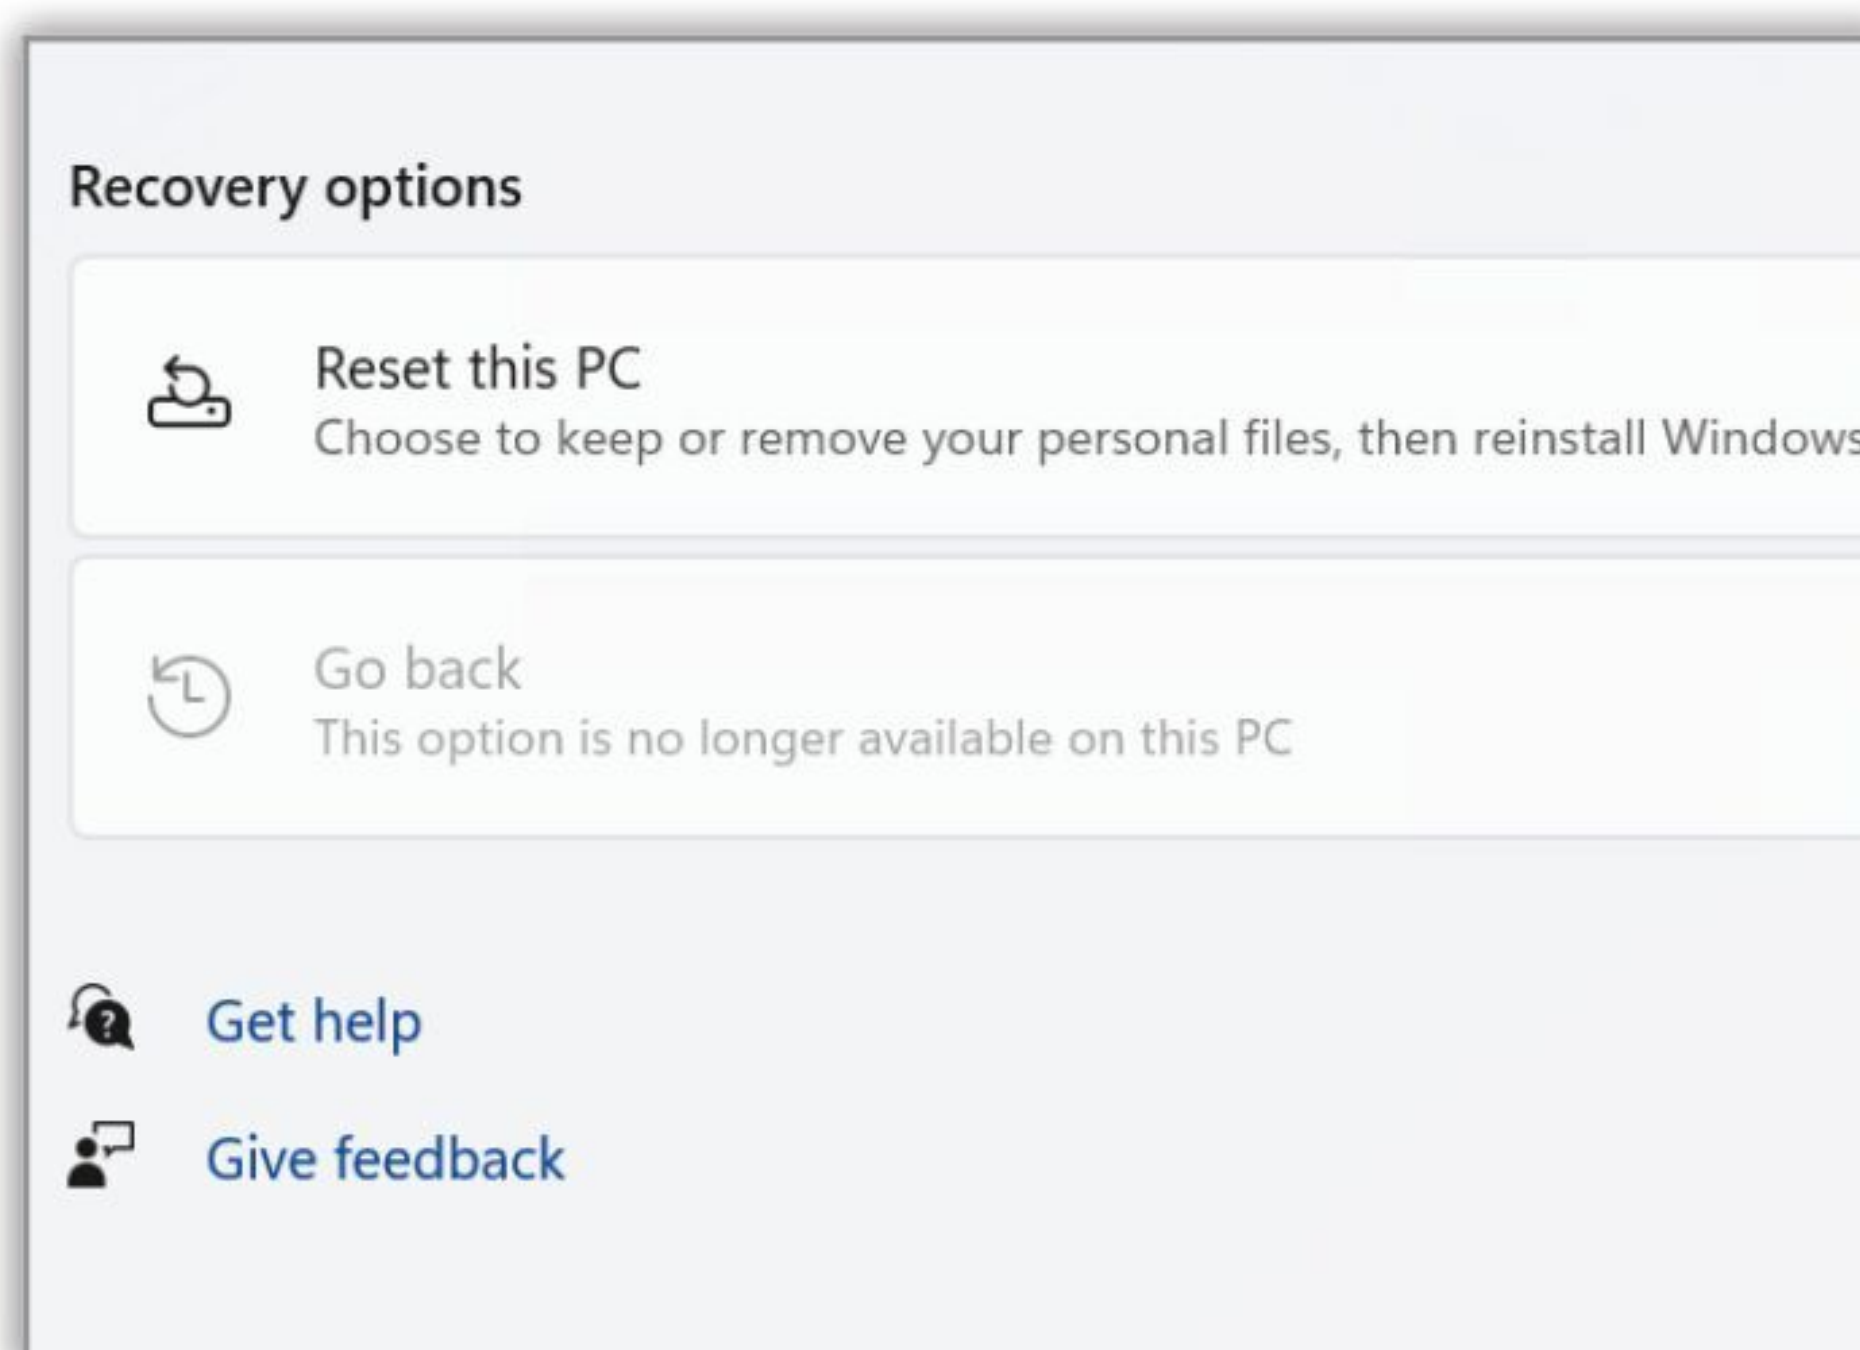 Recovery options
Reset this PC
Choose to keep or remove your personal files, then reinstall Windows
Go back
This option is no longer available on this PC
Get help
Give feedback